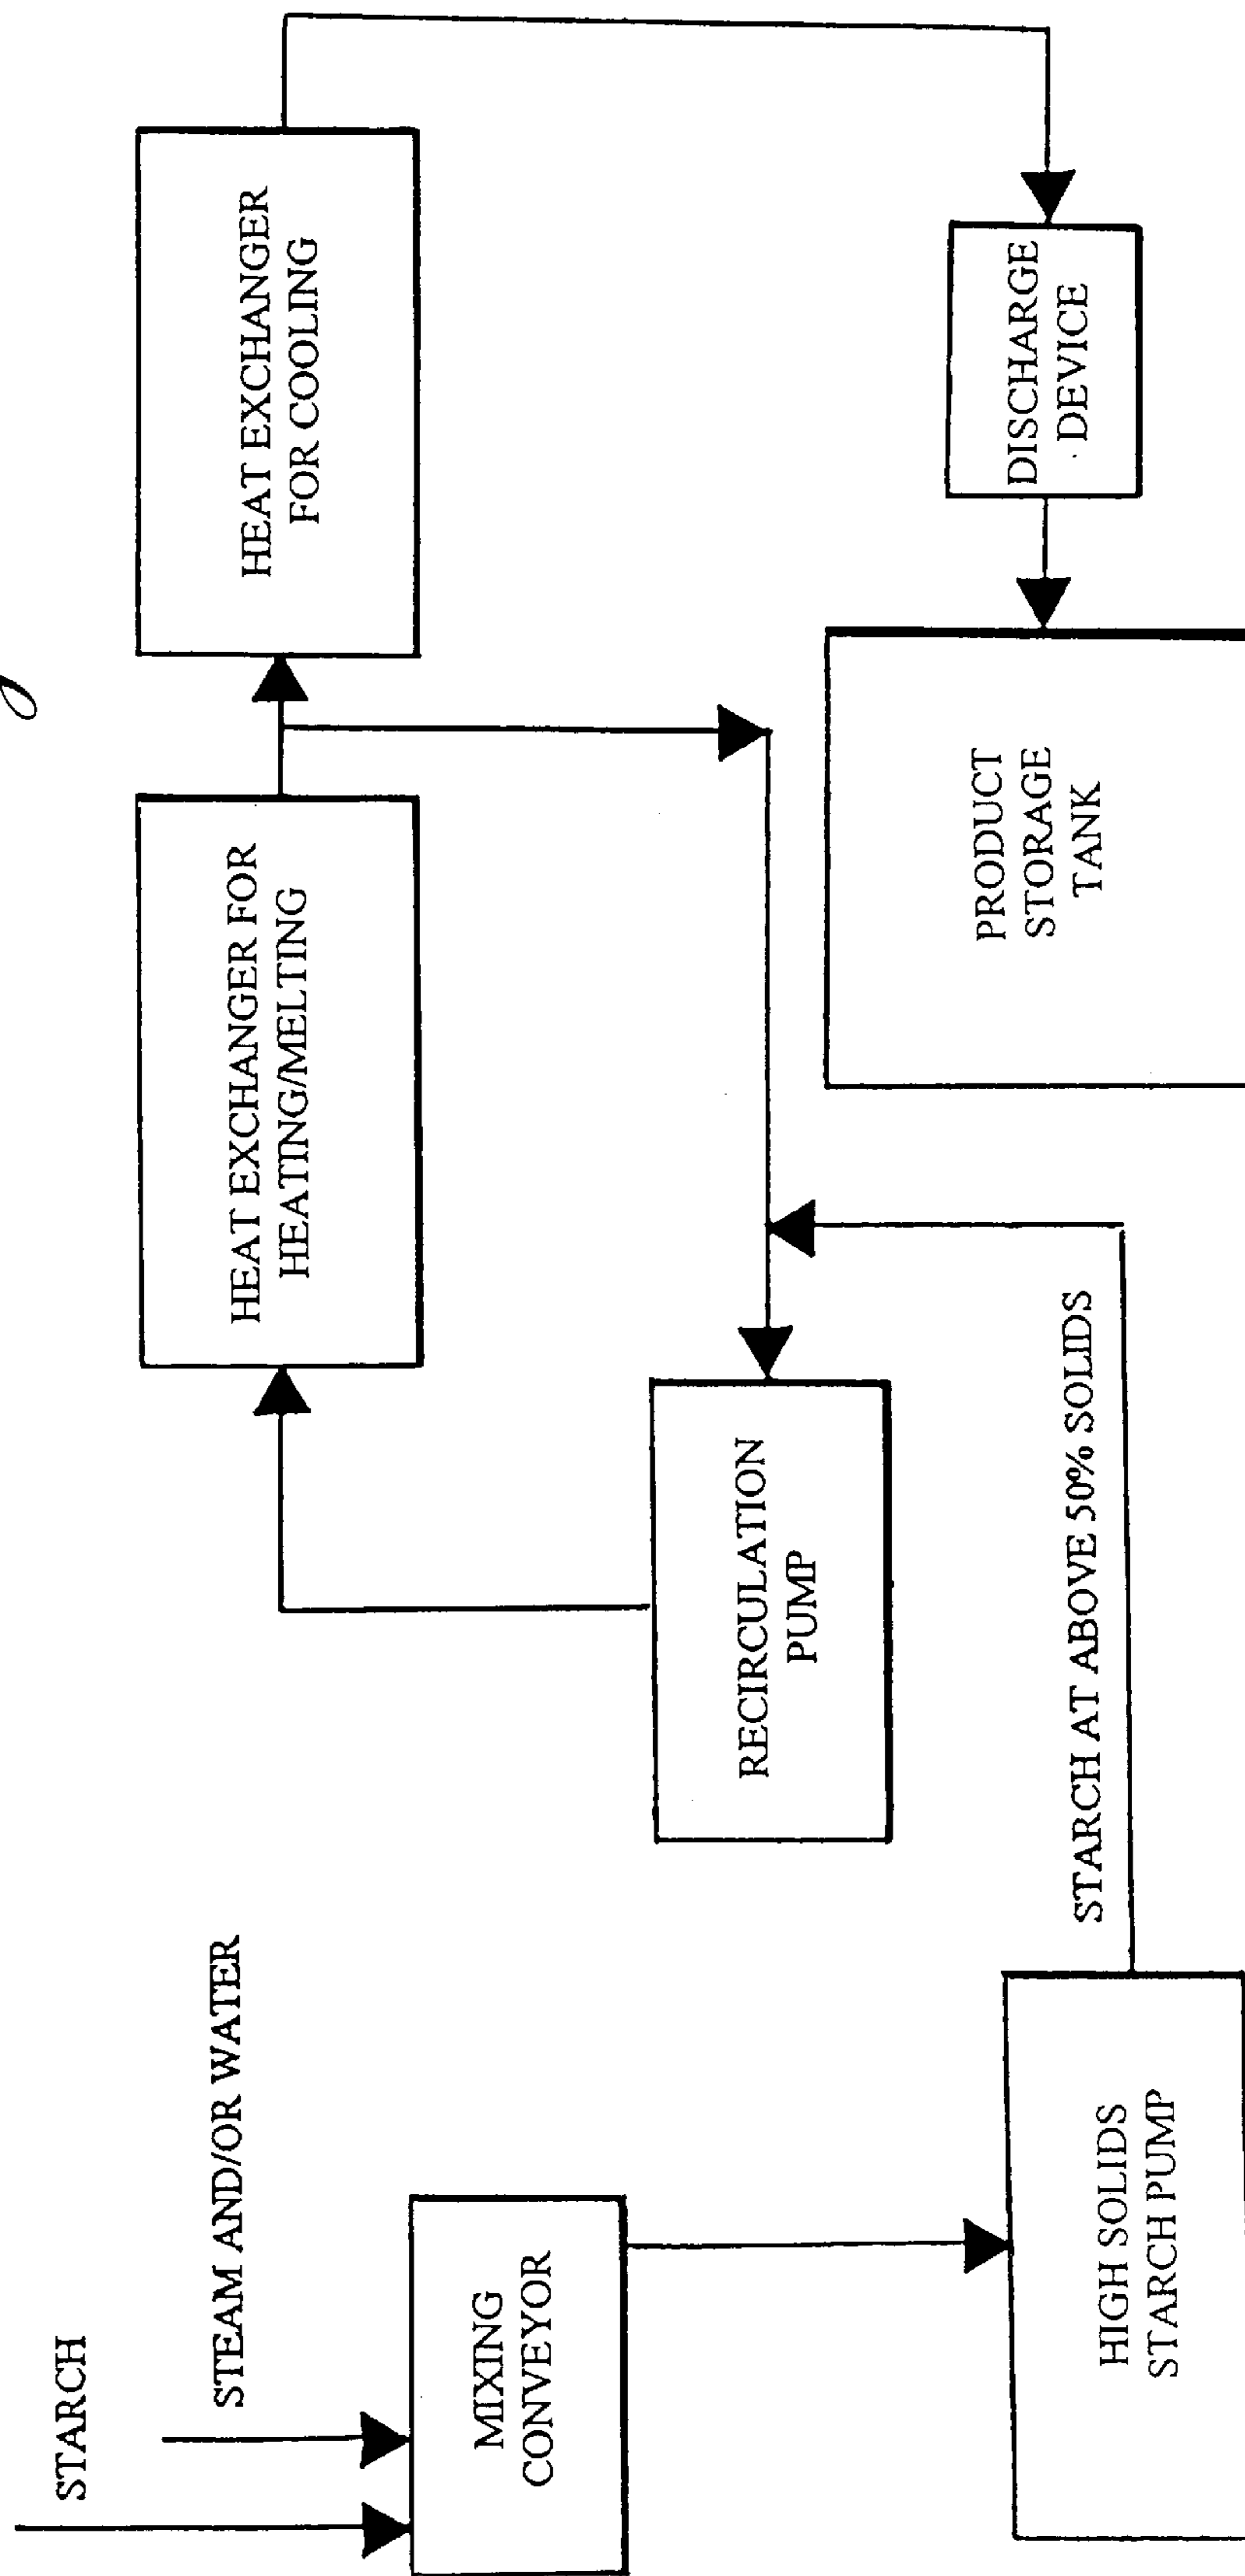 STARCH
STEAM AND/OR WATER
MIXING
CONVEYOR
HIGH SOLIDS
STARCH PUMP
STARCH AT ABOVE 50% SOLIDS
RECIRCULATION
PUMP
HEAT EXCHANGER FOR
HEATING/MELTING
HEAT EXCHANGER
FOR COOLING
DISCHARGE
DEVICE
PRODUCT
STORAGE
TANK